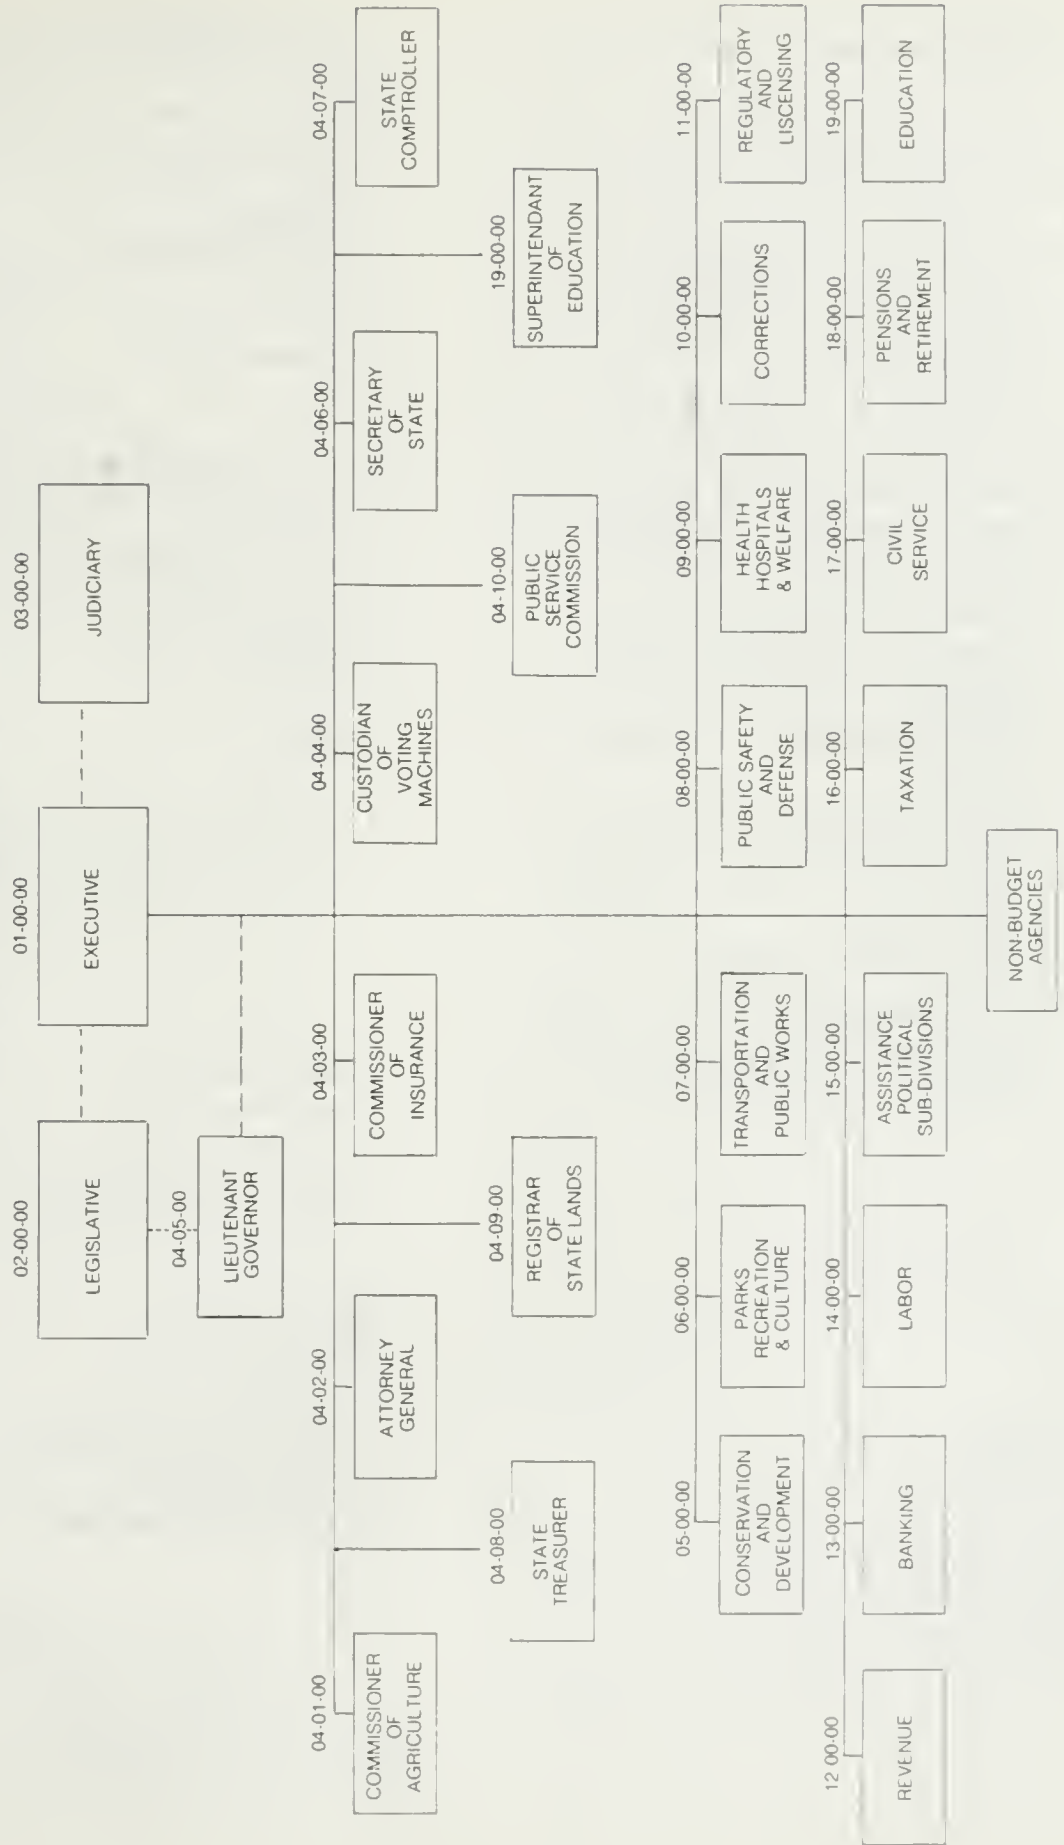 02-00-00
LEGISLATIVE
01-00-00
EXECUTIVE
03-00-00
JUDICIARY
04-05-00
LIEUTENANT
GOVERNOR
04-01-00
COMMISSIONER
OF
AGRICULTURE
04-02-00
ATTORNEY
GENERAL
04-03-00
COMMISSIONER
OF
INSURANCE
04-04-00
CUSTODIAN
OF
VOTING
MACHINES
04-06-00
SECRETARY
OF
STATE
04-07-00
STATE
COMPTROLLER
04-08-00
STATE
TREASURER
04-09-00
REGISTRAR
OF
STATE LANDS
04-10-00
PUBLIC
SERVICE
COMMISSION
19-00-00
SUPERINTENDANT
OF
EDUCATION
05-00-00
CONSERVATION
AND
DEVELOPMENT
06-00-00
PARKS
RECREATION
& CULTURE
07-00-00
TRANSPORTATION
AND
PUBLIC WORKS
08-00-00
PUBLIC SAFETY
AND
DEFENSE
09-00-00
HEALTH
HOSPITALS
& WELFARE
10-00-00
CORRECTIONS
11-00-00
REGULATORY
AND
LISCENSING
12 00-00
REVENUE
13-00-00
BANKING
14-00-00
LABOR
15-00-00
ASSISTANCE
POLITICAL
SUB-DIVISIONS
16-00-00
TAXATION
17-00-00
CIVIL
SERVICE
18-00-00
PENSIONS
AND
RETIREMENT
19-00-00
EDUCATION
NON-BUDGET
AGENCIES